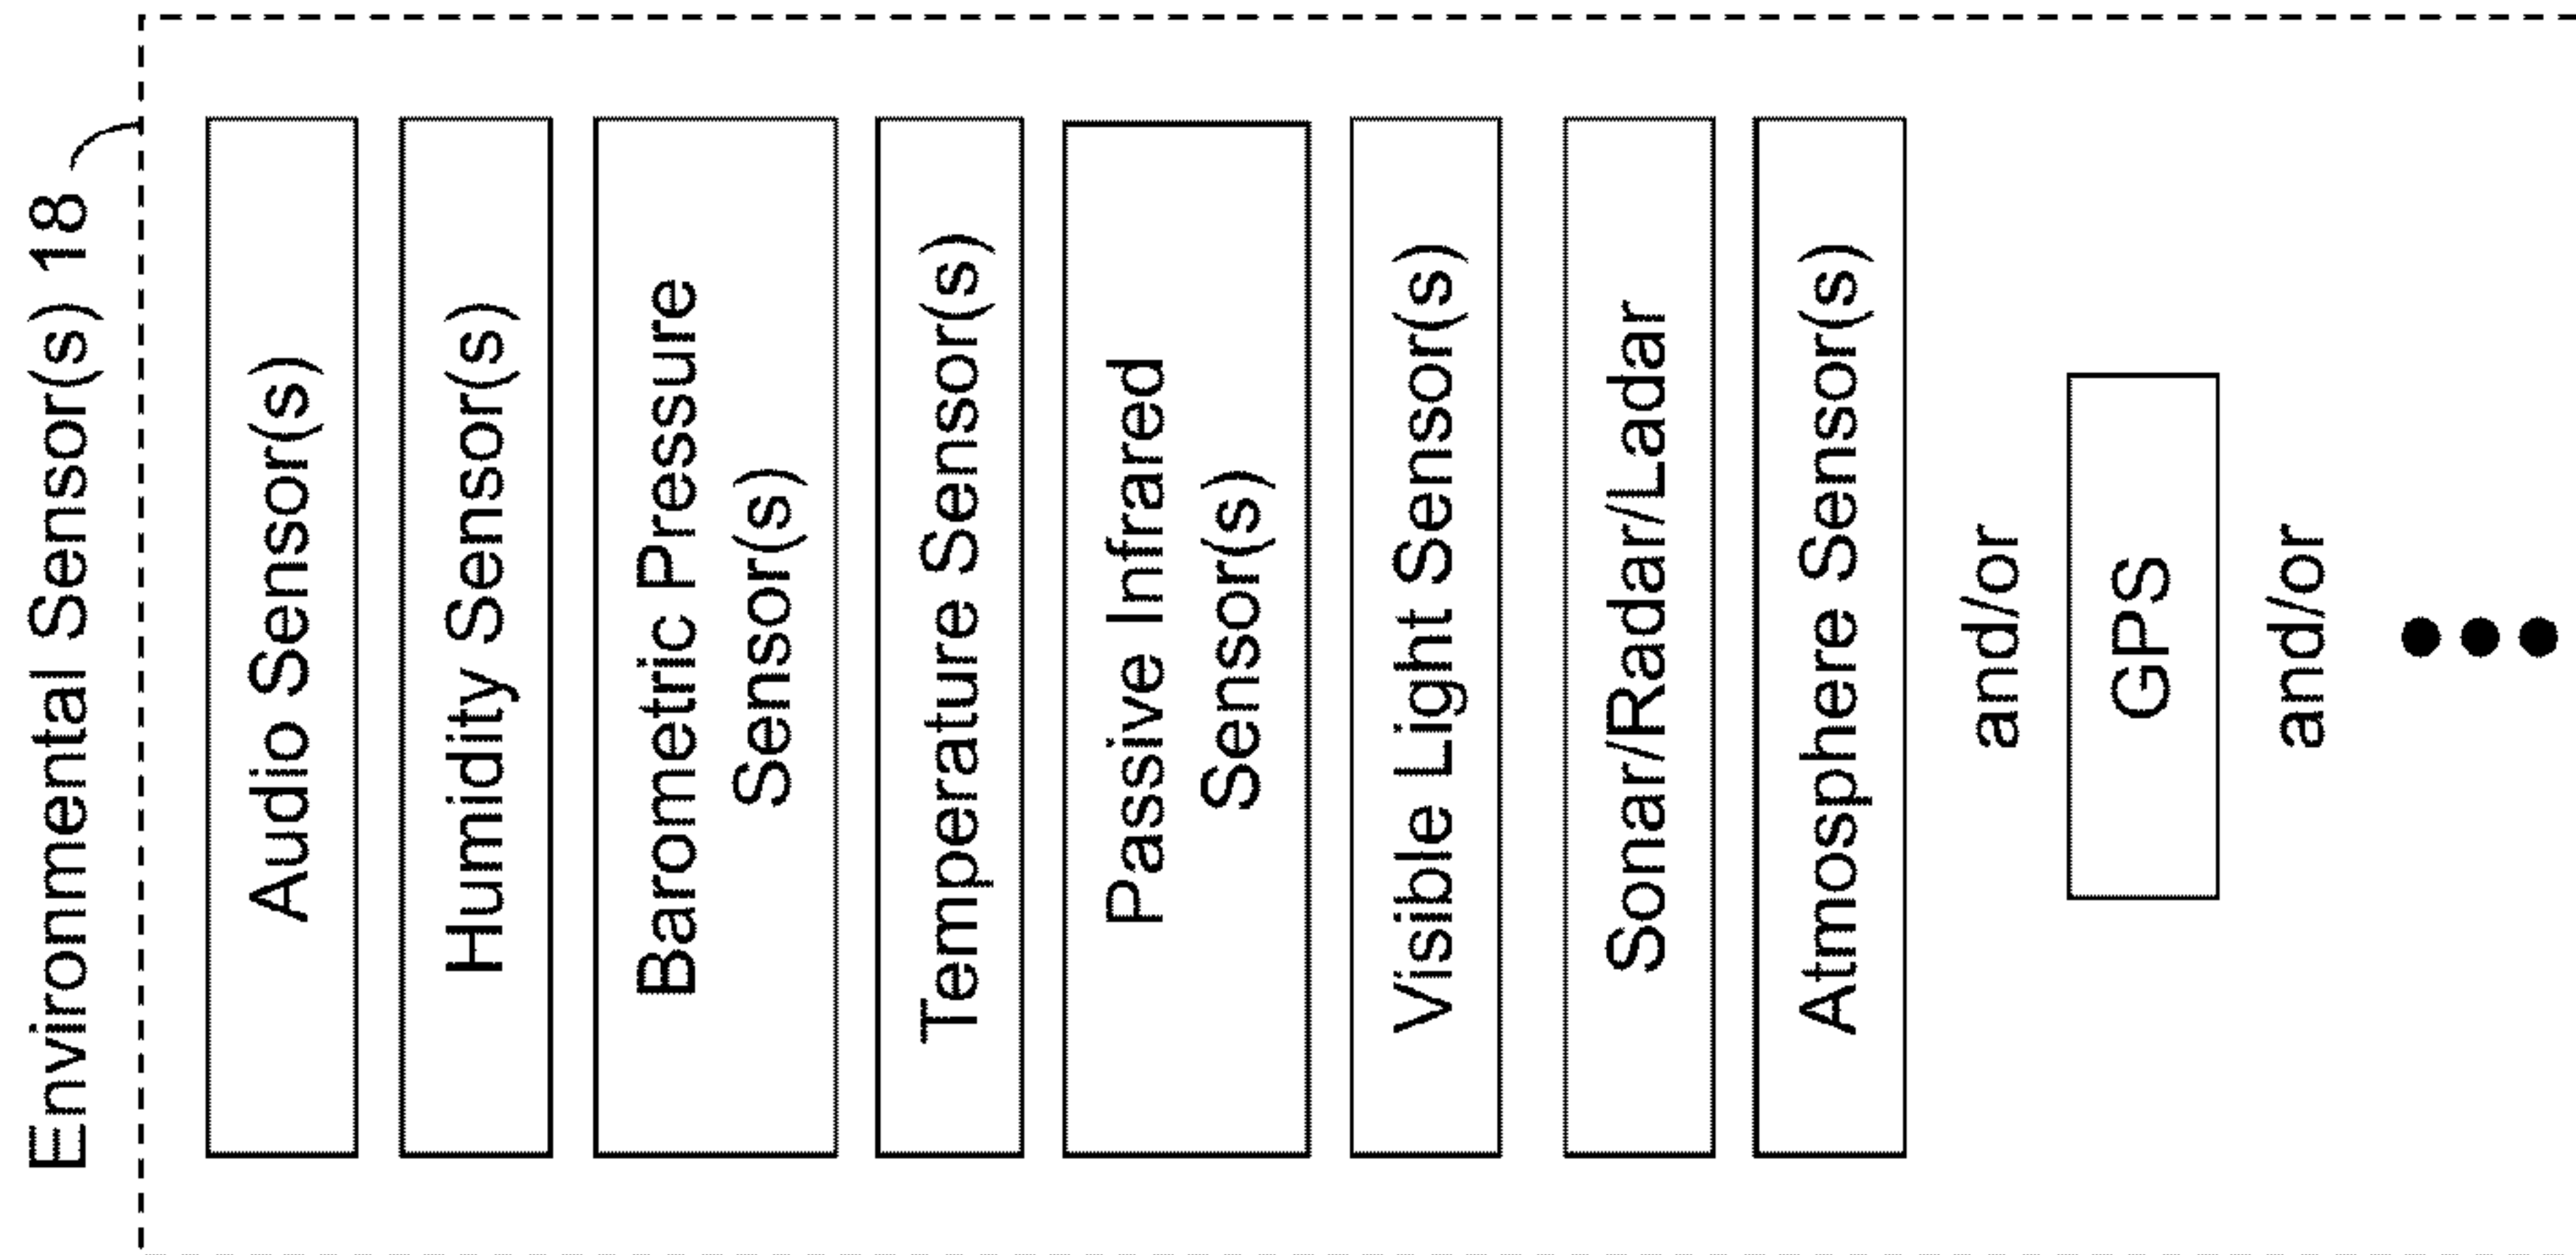 Environmental Sensor(s) 18
Audio Sensor(s)
Humidity Sensor(s)
Barometric Pressure
Sensor(s)
Temperature Sensor(s)
Passive Infrared
Sensor(s)
Visible Light Sensor(s)
Sonar/Radar/Ladar
Atmosphere Sensor(s)
and/or
GPS
and/or